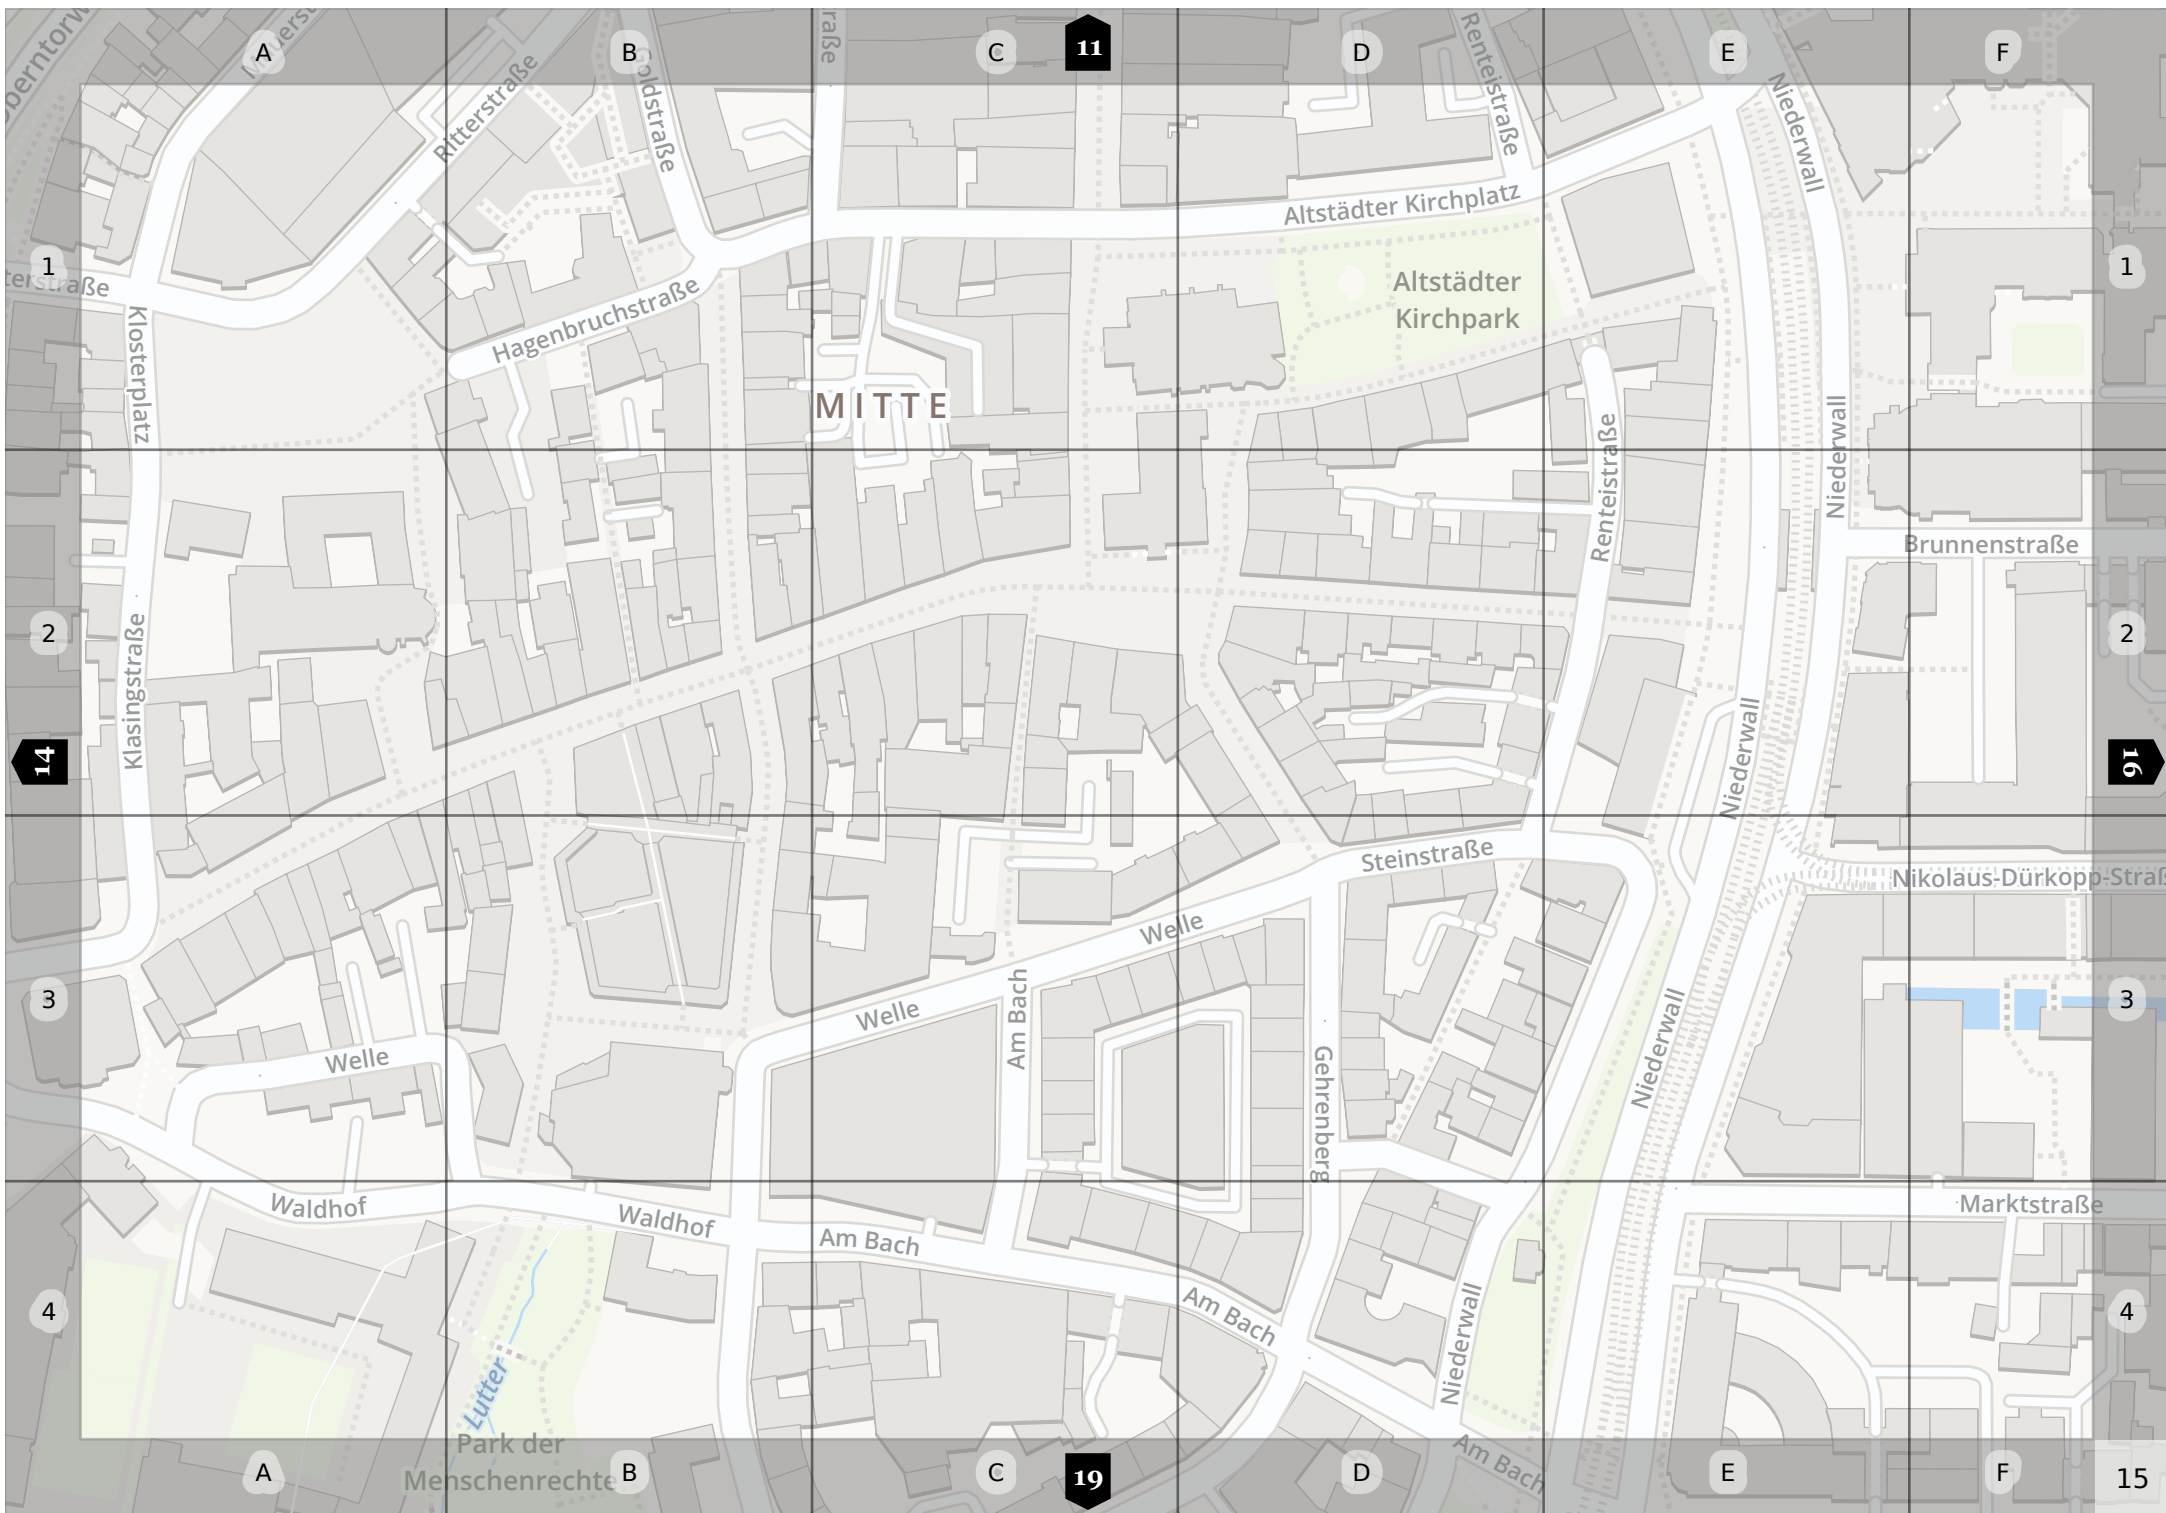 A
B
C
11
D
E
F
Goldstraße
raße
Renteistraße
Niederwall
Ritterstraße
Altstädter Kirchplatz
1
terstraße
Klosterplatz
Hagenbruchstraße
Altstädter
Kirchpark
1
MITTE
Renteistraße
Niederwall
Brunnenstraße
2
Klasingstraße
2
14
Niederwall
16
Steinstraße
Nikolaus-Dürkopp-Straß
Welle
3
Welle
Am Bach
Niederwall
3
Welle
Gehrenberg
Waldhof
Waldhof
Am Bach
Marktstraße
4
Am Bach
Niederwall
4
Lutter
Park der
Menschenrechte
Am Bach
A
B
C
19
D
E
F
15